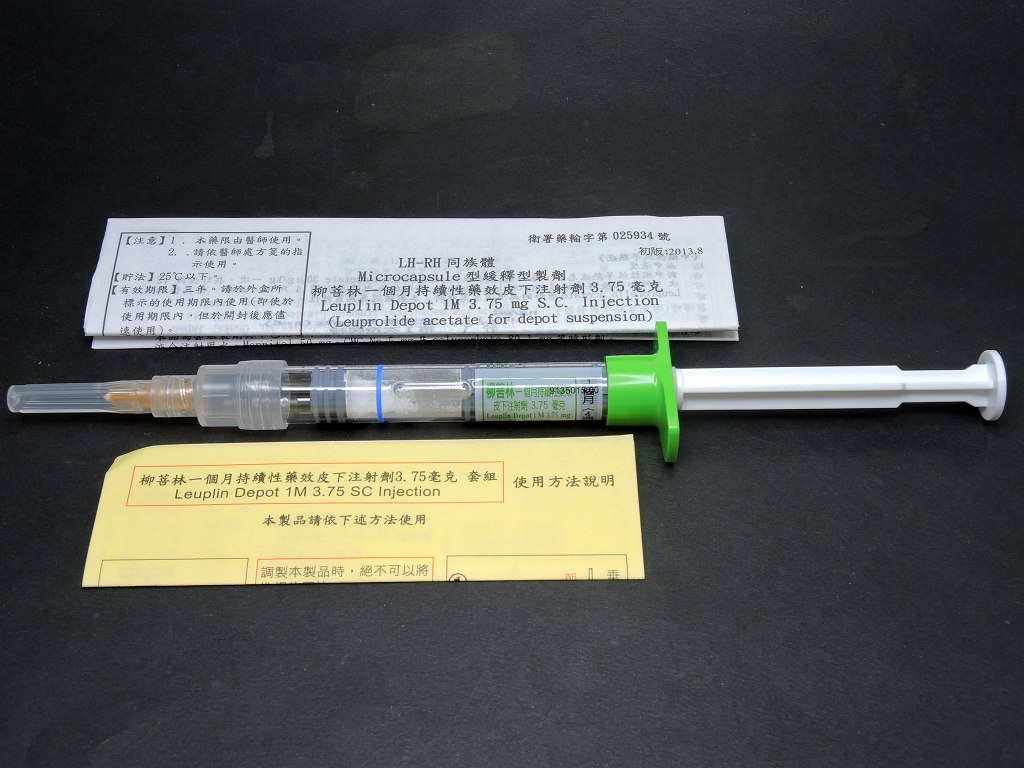 【注意】1．本藥限由醫師使用。
2．請依醫師處方箋的指
示使用。
【貯法】25℃以下。
【有效期限】三年。請於外盒所
標示的使用期限內使用(即使於
使用期限內，但於開封後應儘
速使用)。
衛署藥輸字第 025934 號
初版:2013.8
LH-RH 同族體
Microcapsule 型緩釋型製劑
柳菩林一個月持續性藥效皮下注射劑 3.75 毫克
Leuplin Depot 1M 3.75 mg S.C. Injection
(Leuprolide acetate for depot suspension)
柳菩林一個月持續
皮下注射劑 3.75 毫克
Leuplin Depot 1M 3.75 mg
柳菩林一個月持續性藥效皮下注射劑3.75毫克 套組
Leuplin Depot 1M 3.75 SC Injection
使用方法說明
本製品請依下述方法使用
調製本製品時，絕不可以將